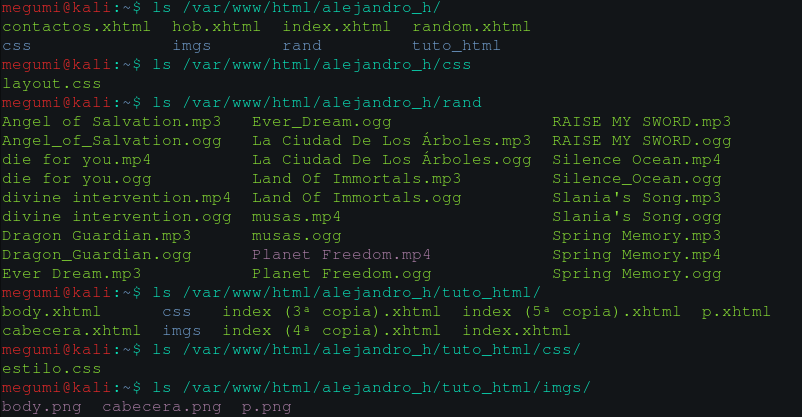 megumi@kali:~$ ls /var/www/html/alejandro_h/
contactos.xhtml  hob.xhtml  index.xhtml  random.xhtml
css              imgs       rand         tuto_html
megumi@kali:~$ ls /var/www/html/alejandro_h/css
layout.css
megumi@kali:~$ ls /var/www/html/alejandro_h/rand
Angel of Salvation.mp3   Ever_Dream.ogg                RAISE MY SWORD.mp3
Angel_of_Salvation.ogg   La Ciudad De Los Árboles.mp3  RAISE MY SWORD.ogg
die for you.mp4          La Ciudad De Los Árboles.ogg  Silence Ocean.mp4
die for you.ogg          Land Of Immortals.mp3         Silence_Ocean.ogg
divine intervention.mp4  Land Of Immortals.ogg         Slania's Song.mp3
divine intervention.ogg  musas.mp4                     Slania's Song.ogg
Dragon Guardian.mp3      musas.ogg                     Spring Memory.mp3
Dragon_Guardian.ogg      Planet Freedom.mp4            Spring Memory.mp4
Ever Dream.mp3           Planet Freedom.ogg            Spring Memory.ogg
megumi@kali:~$ ls /var/www/html/alejandro_h/tuto_html/
body.xhtml      css   index (3ª copia).xhtml  index (5ª copia).xhtml  p.xhtml
cabecera.xhtml  imgs  index (4ª copia).xhtml  index.xhtml
megumi@kali:~$ ls /var/www/html/alejandro_h/tuto_html/css/
estilo.css
megumi@kali:~$ ls /var/www/html/alejandro_h/tuto_html/imgs/
body.png  cabecera.png  p.png